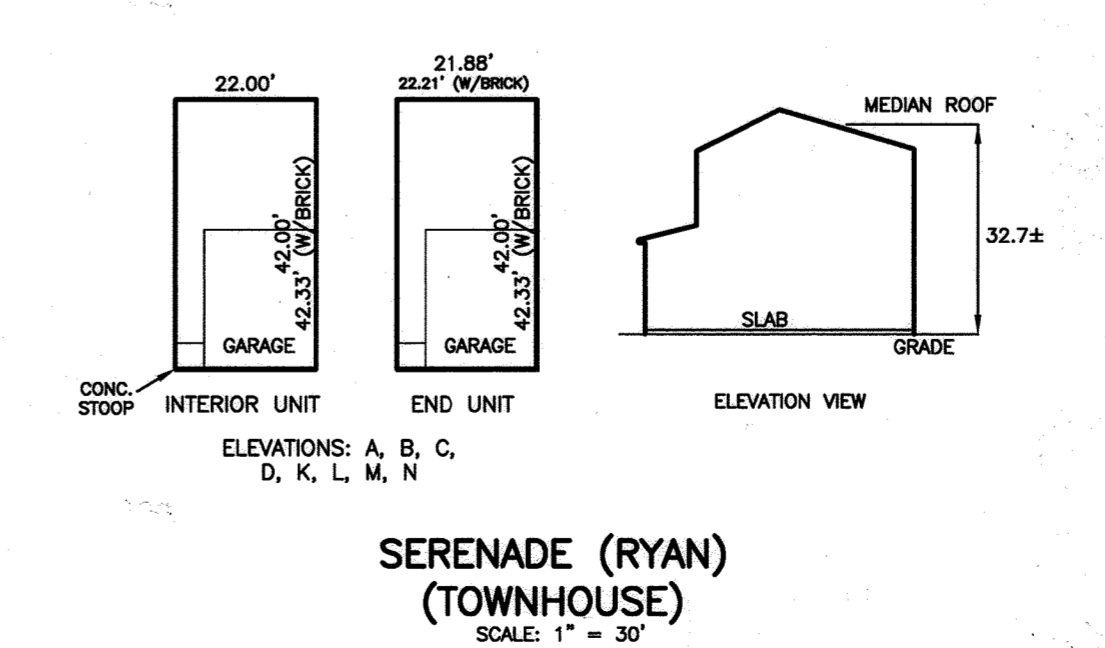 22.00'
42.00'
42.33' (W/BRICK)
GARAGE
CONC.
STOOP
INTERIOR UNIT
21.88'
22.21' (W/BRICK)
42.00'
42.33' (W/BRICK)
GARAGE
END UNIT
ELEVATIONS: A, B, C,
D, K, L, M, N
MEDIAN ROOF
32.7±
SLAB
GRADE
ELEVATION VIEW
SERENADE (RYAN)
(TOWNHOUSE)
SCALE: 1" = 30'